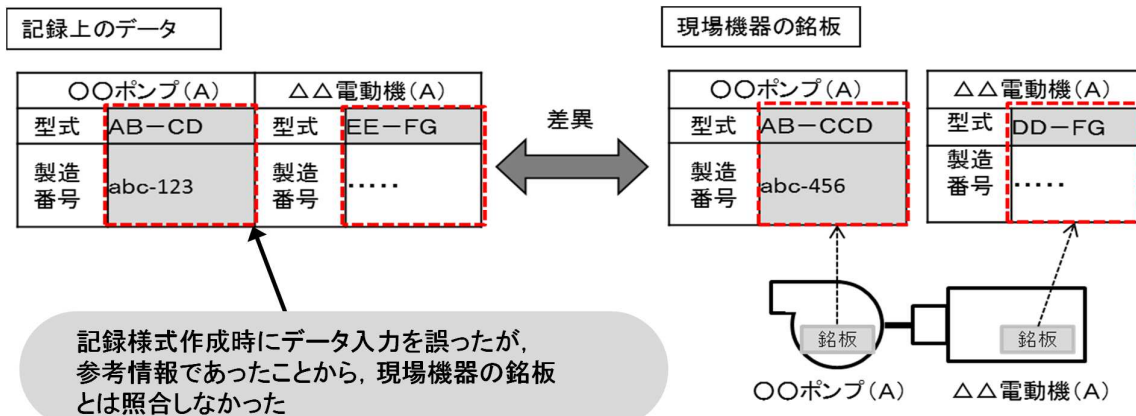 記録上のデータ
現場機器の銘板
○○ポンプ(A) △△電動機(A)
型式 AB－CD 型式 EE－FG
製造番号 abc-123 製造番号 ‥‥‥
差異
○○ポンプ(A) △△電動機(A)
型式 AB－CCD 型式 DD－FG
製造番号 abc-456 製造番号 ‥‥‥
記録様式作成時にデータ入力を誤ったが，
参考情報であったことから，現場機器の銘板
とは照合しなかった
銘板 銘板
○○ポンプ(A) △△電動機(A)